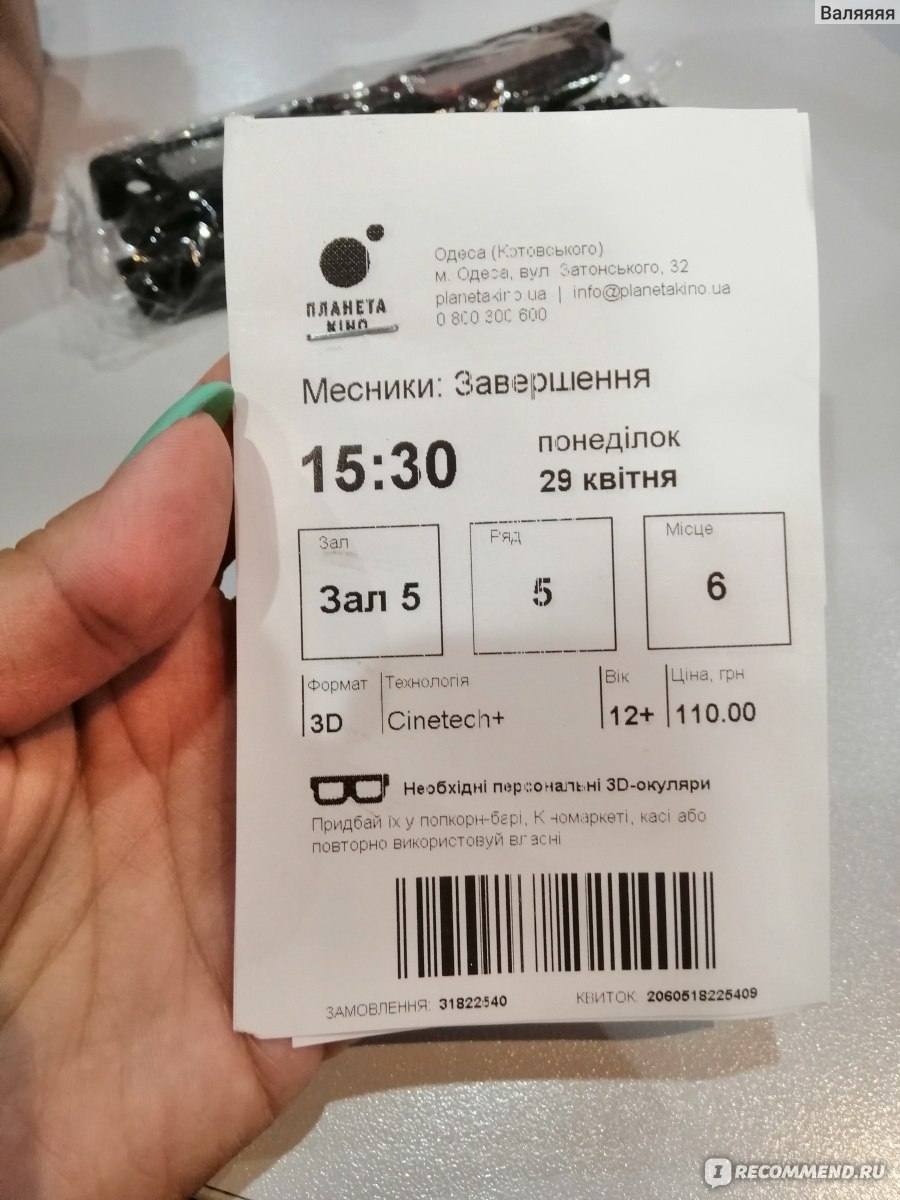 Валяяяя
ПЛАНЕТА
КІНО
Одеса (Котовського)
м. Одеса, вул. Затонського, 32
planetakino.ua | info@planetakino.ua
0 800 300 600
Месники: Завершення
15:30
понеділок
29 квітня
Зал
Ряд
Місце
Зал 5
5
6
Формат
Технологія
Вік
Ціна, грн
3D
Cinetech+
12+
110.00
Необхідні персональні 3D-окуляри
Придбай їх у попкорн-барі, Кіномаркеті, касі або
повторно використовуй власні
ЗАМОВЛЕННЯ: 31822540
КВИТОК: 2060518225409
IRECOMMEND.RU